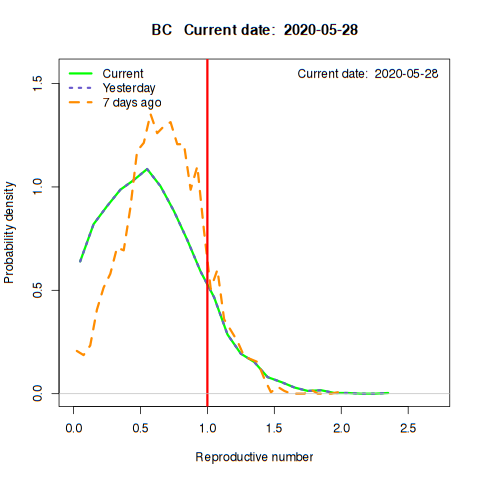 BC   Current date:  2020-05-28
Current
Yesterday
7 days ago
Current date:  2020-05-28
Probability density
1.5
1.0
0.5
0.0
0.0 0.5 1.0 1.5 2.0 2.5
Reproductive number